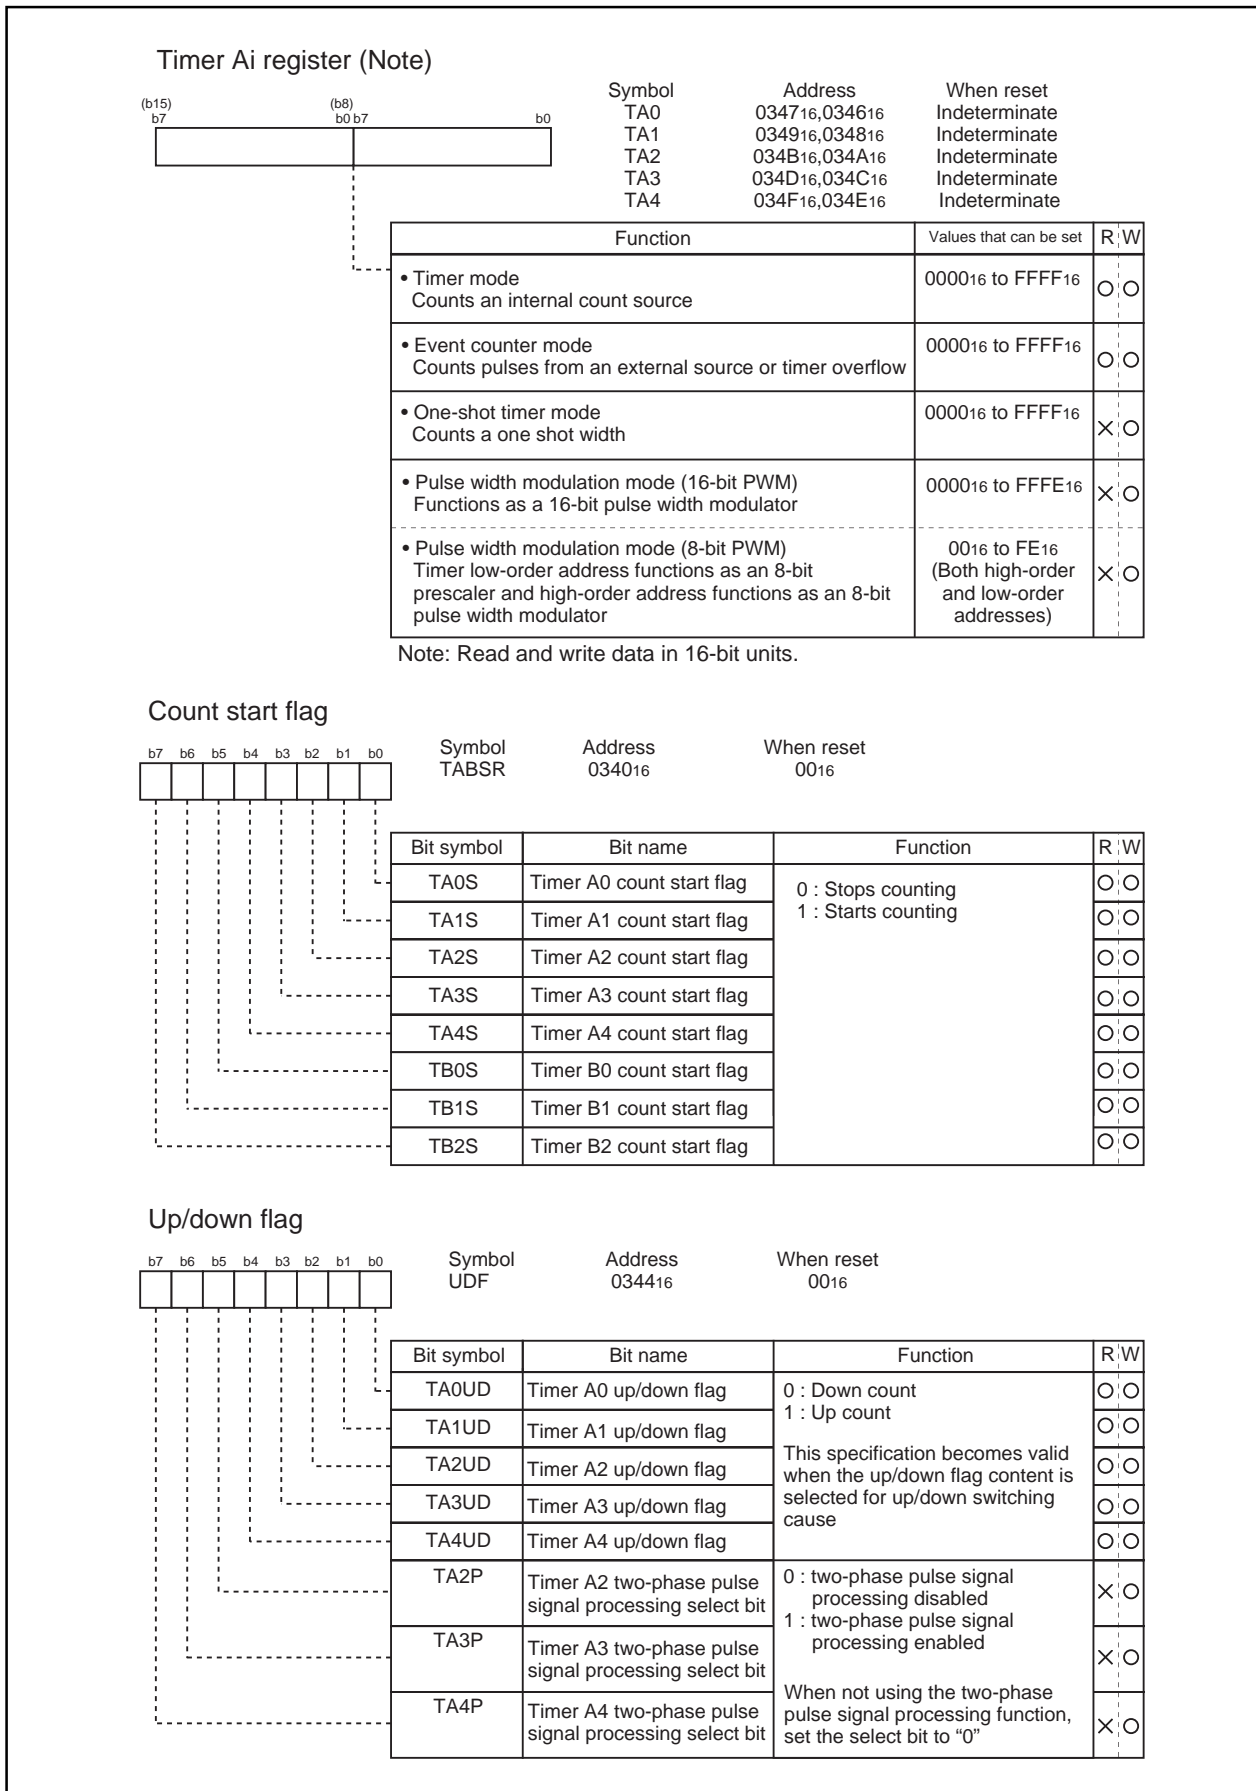 Timer Ai register (Note)
(b15) (b8)
b7 b0 b7 b0
Symbol Address When reset
TA0 034716,034616 Indeterminate
TA1 034916,034816 Indeterminate
TA2 034B16,034A16 Indeterminate
TA3 034D16,034C16 Indeterminate
TA4 034F16,034E16 Indeterminate
Function Values that can be set R W
• Timer mode 000016 to FFFF16
Counts an internal count source
• Event counter mode 000016 to FFFF16
Counts pulses from an external source or timer overflow
• One-shot timer mode 000016 to FFFF16
Counts a one shot width
• Pulse width modulation mode (16-bit PWM) 000016 to FFFE16
Functions as a 16-bit pulse width modulator
• Pulse width modulation mode (8-bit PWM) 0016 to FE16
Timer low-order address functions as an 8-bit (Both high-order
prescaler and high-order address functions as an 8-bit and low-order
pulse width modulator addresses)
Note: Read and write data in 16-bit units.
Count start flag
b7 b6 b5 b4 b3 b2 b1 b0
Symbol Address When reset
TABSR 034016 0016
Bit symbol Bit name Function R W
TA0S Timer A0 count start flag 0 : Stops counting
TA1S Timer A1 count start flag 1 : Starts counting
TA2S Timer A2 count start flag
TA3S Timer A3 count start flag
TA4S Timer A4 count start flag
TB0S Timer B0 count start flag
TB1S Timer B1 count start flag
TB2S Timer B2 count start flag
Up/down flag
b7 b6 b5 b4 b3 b2 b1 b0
Symbol Address When reset
UDF 034416 0016
Bit symbol Bit name Function R W
TA0UD Timer A0 up/down flag 0 : Down count
1 : Up count
TA1UD Timer A1 up/down flag
This specification becomes valid
TA2UD Timer A2 up/down flag when the up/down flag content is
TA3UD Timer A3 up/down flag selected for up/down switching
cause
TA4UD Timer A4 up/down flag
TA2P Timer A2 two-phase pulse 0 : two-phase pulse signal
signal processing select bit processing disabled
1 : two-phase pulse signal
TA3P Timer A3 two-phase pulse processing enabled
signal processing select bit
When not using the two-phase
TA4P Timer A4 two-phase pulse pulse signal processing function,
signal processing select bit set the select bit to “0”